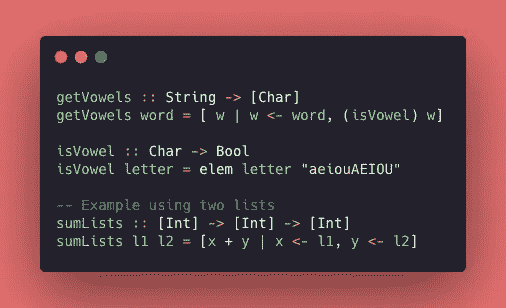 getVowels :: String -> [Char]
getVowels word = [ w | w <- word, (isVowel) w]
isVowel :: Char -> Bool
isVowel letter = elem letter "aeiouAEIOU"
-- Example using two lists
sumLists :: [Int] -> [Int] -> [Int]
sumLists l1 l2 = [x + y | x <- l1, y <- l2]